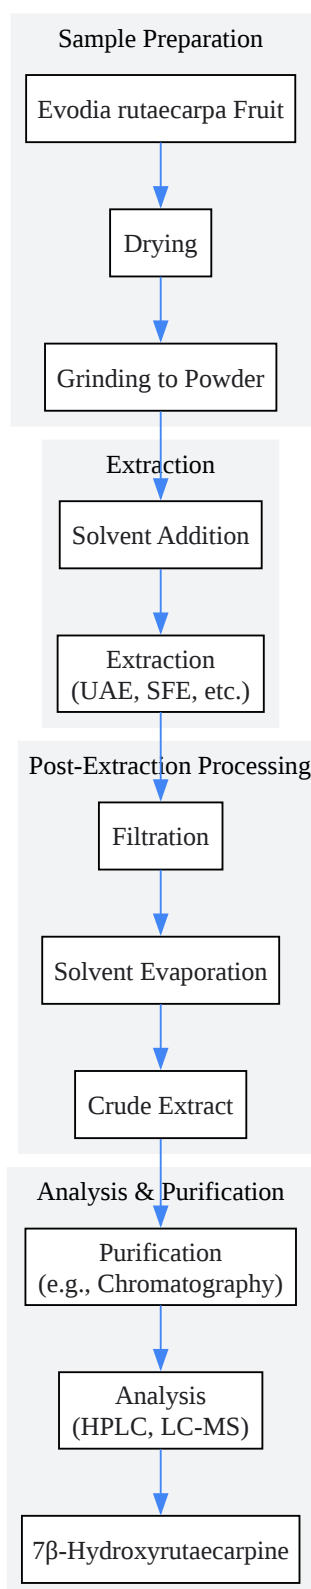 Sample Preparation
Evodia rutaecarpa Fruit
Drying
Grinding to Powder
Extraction
Solvent Addition
Extraction
(UAE, SFE, etc.)
Post-Extraction Processing
Filtration
Solvent Evaporation
Crude Extract
Analysis & Purification
Purification
(e.g., Chromatography)
Analysis
(HPLC, LC-MS)
7β-Hydroxyrutaecarpine